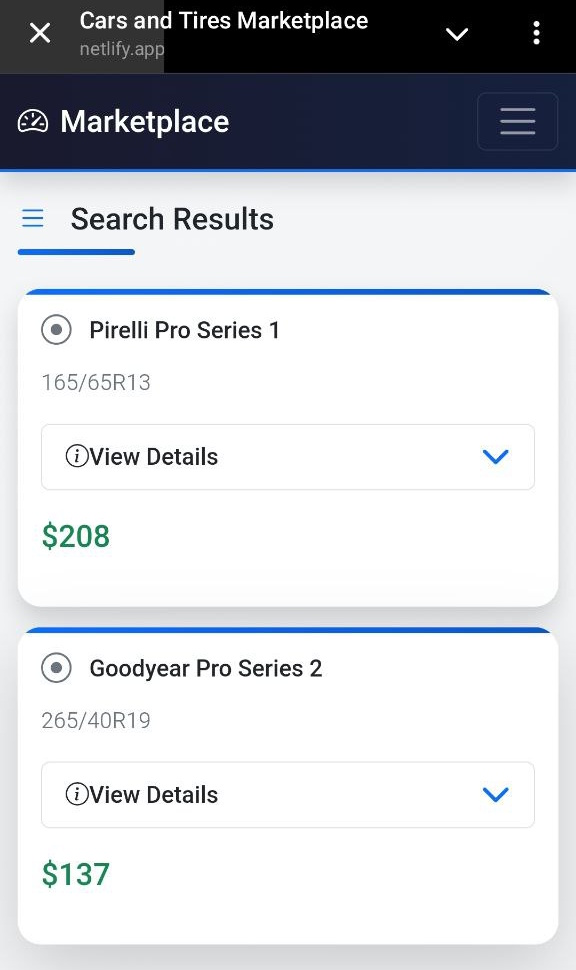 Cars and Tires Marketplace
netlify.app
Marketplace
Search Results
Pirelli Pro Series 1
165/65R13
View Details
$208
Goodyear Pro Series 2
265/40R19
View Details
$137